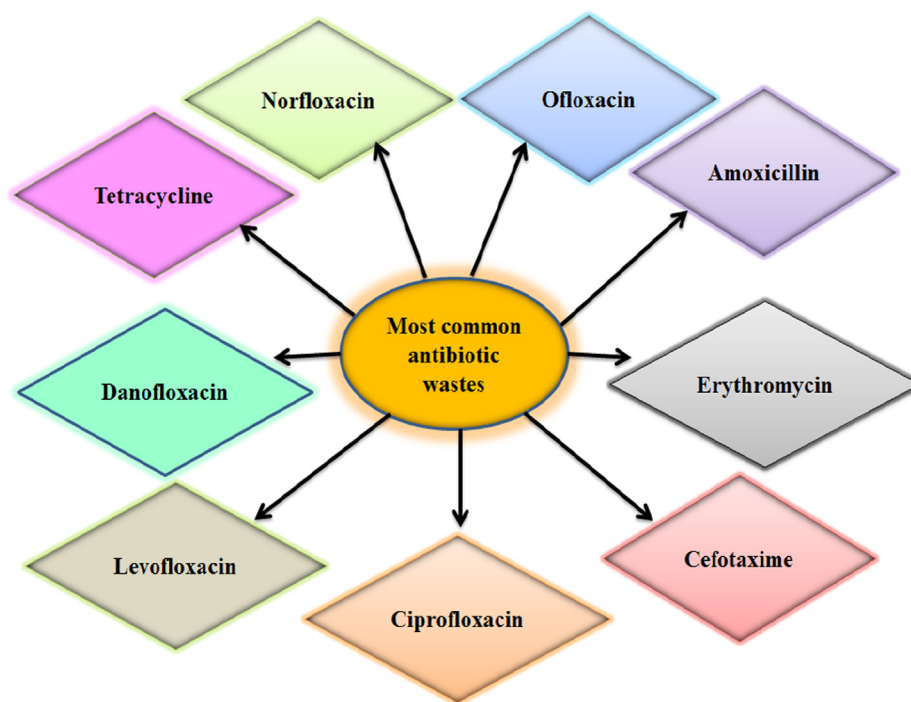 Norfloxacin
Ofloxacin
Amoxicillin
Tetracycline
Most common
antibiotic
wastes
Danofloxacin
Erythromycin
Levofloxacin
Cefotaxime
Ciprofloxacin